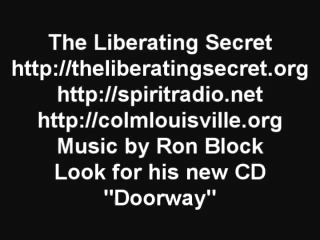 The Liberating Secret
http://theliberatingsecret.org
http://spiritradio.net
http://colmlouisville.org
Music by Ron Block
Look for his new CD
"Doorway"